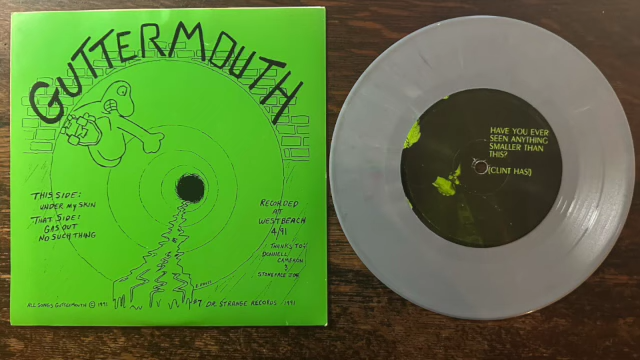 GUTTERMOUTH
THIS SIDE:
UNDER MY SKIN
THAT SIDE:
GAS OUT
NO SUCH THING
RECORDED
AT
WESTBEACH
4/91
THANKS TO:
DONNELL
CAMERON
&
STONEFACE JOE
ALL SONGS GUTTERMOUTH © 1991
DR. STRANGE RECORDS 1991
HAVE YOU EVER
SEEN ANYTHING
SMALLER THAN
THIS?
(CLINT HAS!)